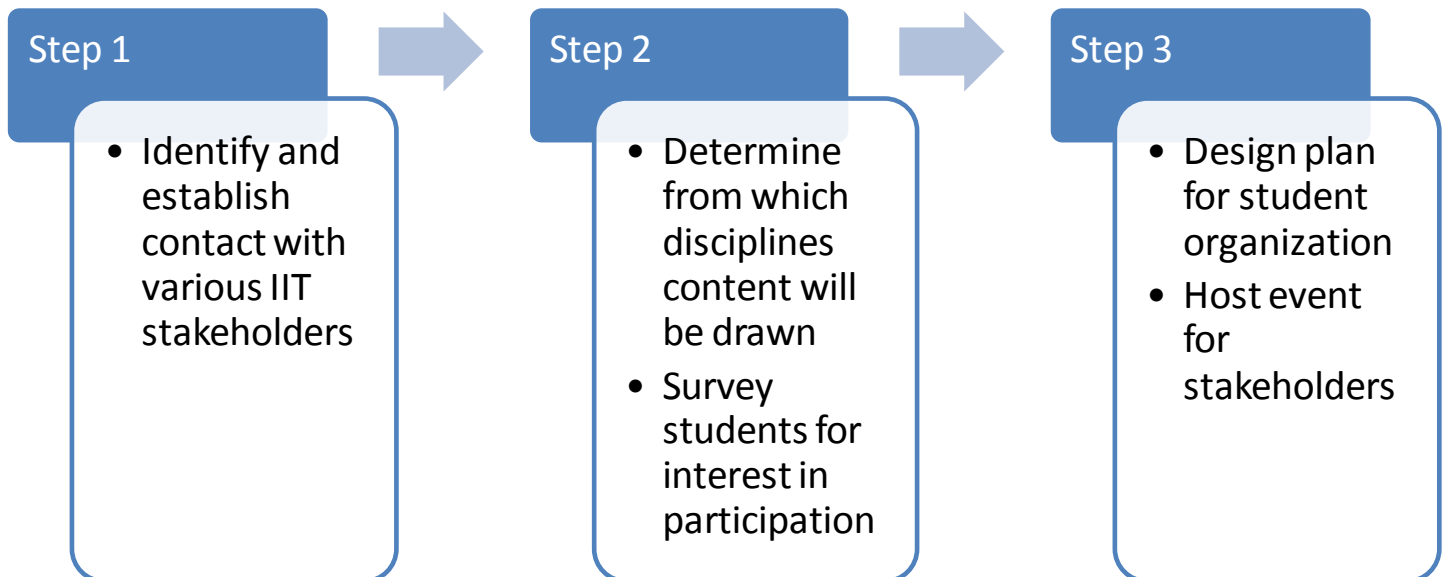 Step 1
• Identify and
establish
contact with
various IIT
stakeholders
Step 2
• Determine
from which
disciplines
content will
be drawn
• Survey
students for
interest in
participation
Step 3
• Design plan
for student
organization
• Host event
for
stakeholders